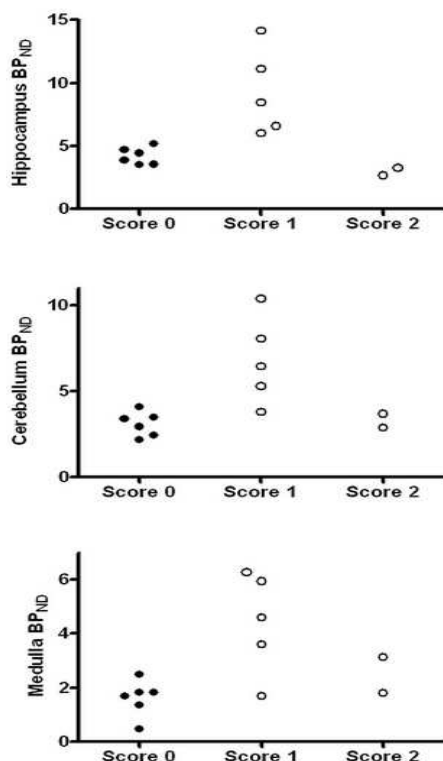 Hippocampus BPND
15
10
5
0
Score 0 Score 1 Score 2
Cerebellum BPND
10
5
0
Score 0 Score 1 Score 2
Medulla BPND
6
4
2
0
Score 0 Score 1 Score 2